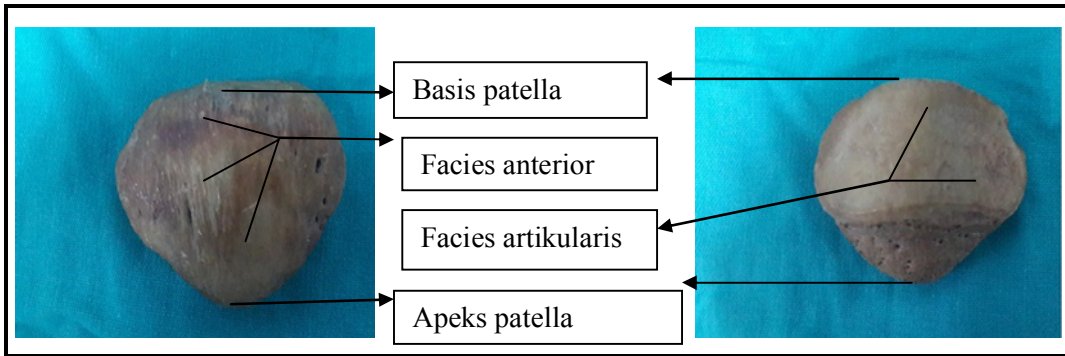 Basis patella
Facies anterior
Facies artikularis
Apeks patella